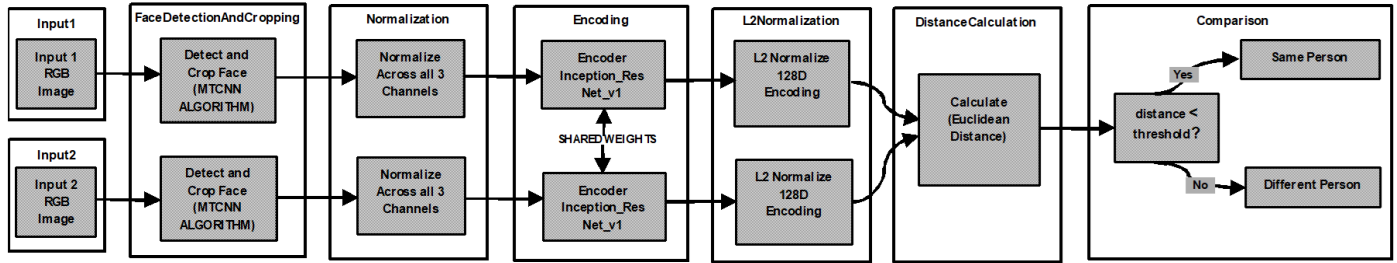 Input1
Input 1
RGB
Image
Input2
Input 2
RGB
Image
FaceDetectionAndCropping
Detect and
Crop Face
(MTCNN
ALGORITHM)
Detect and
Crop Face
(MTCNN
ALGORITHM)
Normalization
Normalize
Across all 3
Channels
Normalize
Across all 3
Channels
Encoding
Encoder
Inception_Res
Net_v1
SHARED WEIGHTS
Encoder
Inception_Res
Net_v1
L2Normalization
L2 Normalize
128D
Encoding
L2 Normalize
128D
Encoding
DistanceCalculation
Calculate
(Euclidean
Distance)
Comparison
distance <
threshold?
Yes
Same Person
No
Different Person